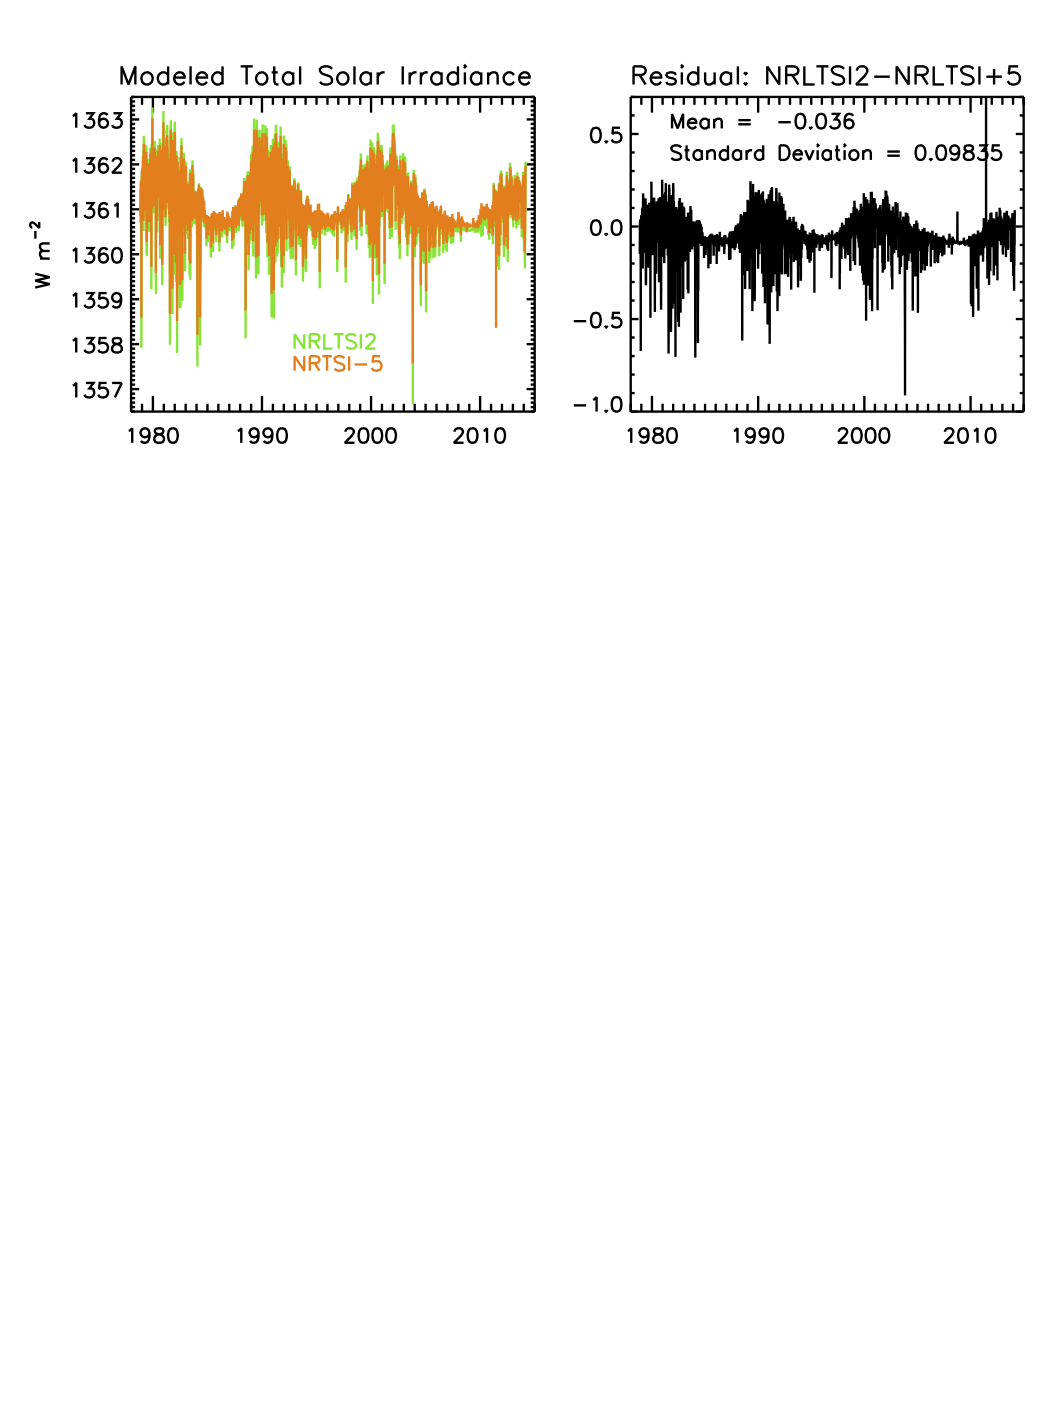 Modeled Total Solar Irradiance
1363
1362
1361
1360
1359
1358
1357
W m⁻²
NRLTSI2
NRTSI−5
1980 1990 2000 2010
Residual: NRLTSI2−NRLTSI+5
Mean = −0.036
Standard Deviation = 0.09835
0.5
0.0
−0.5
−1.0
1980 1990 2000 2010